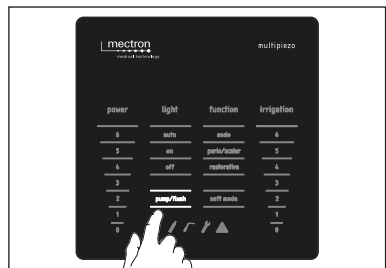 mectron
medical technology
multipiezo
power light function irrigation
6 auto endo 6
5 on perio/scaler 5
4 off restorative 4
3 3
2 pump/flush soft mode 2
1 1
0 0